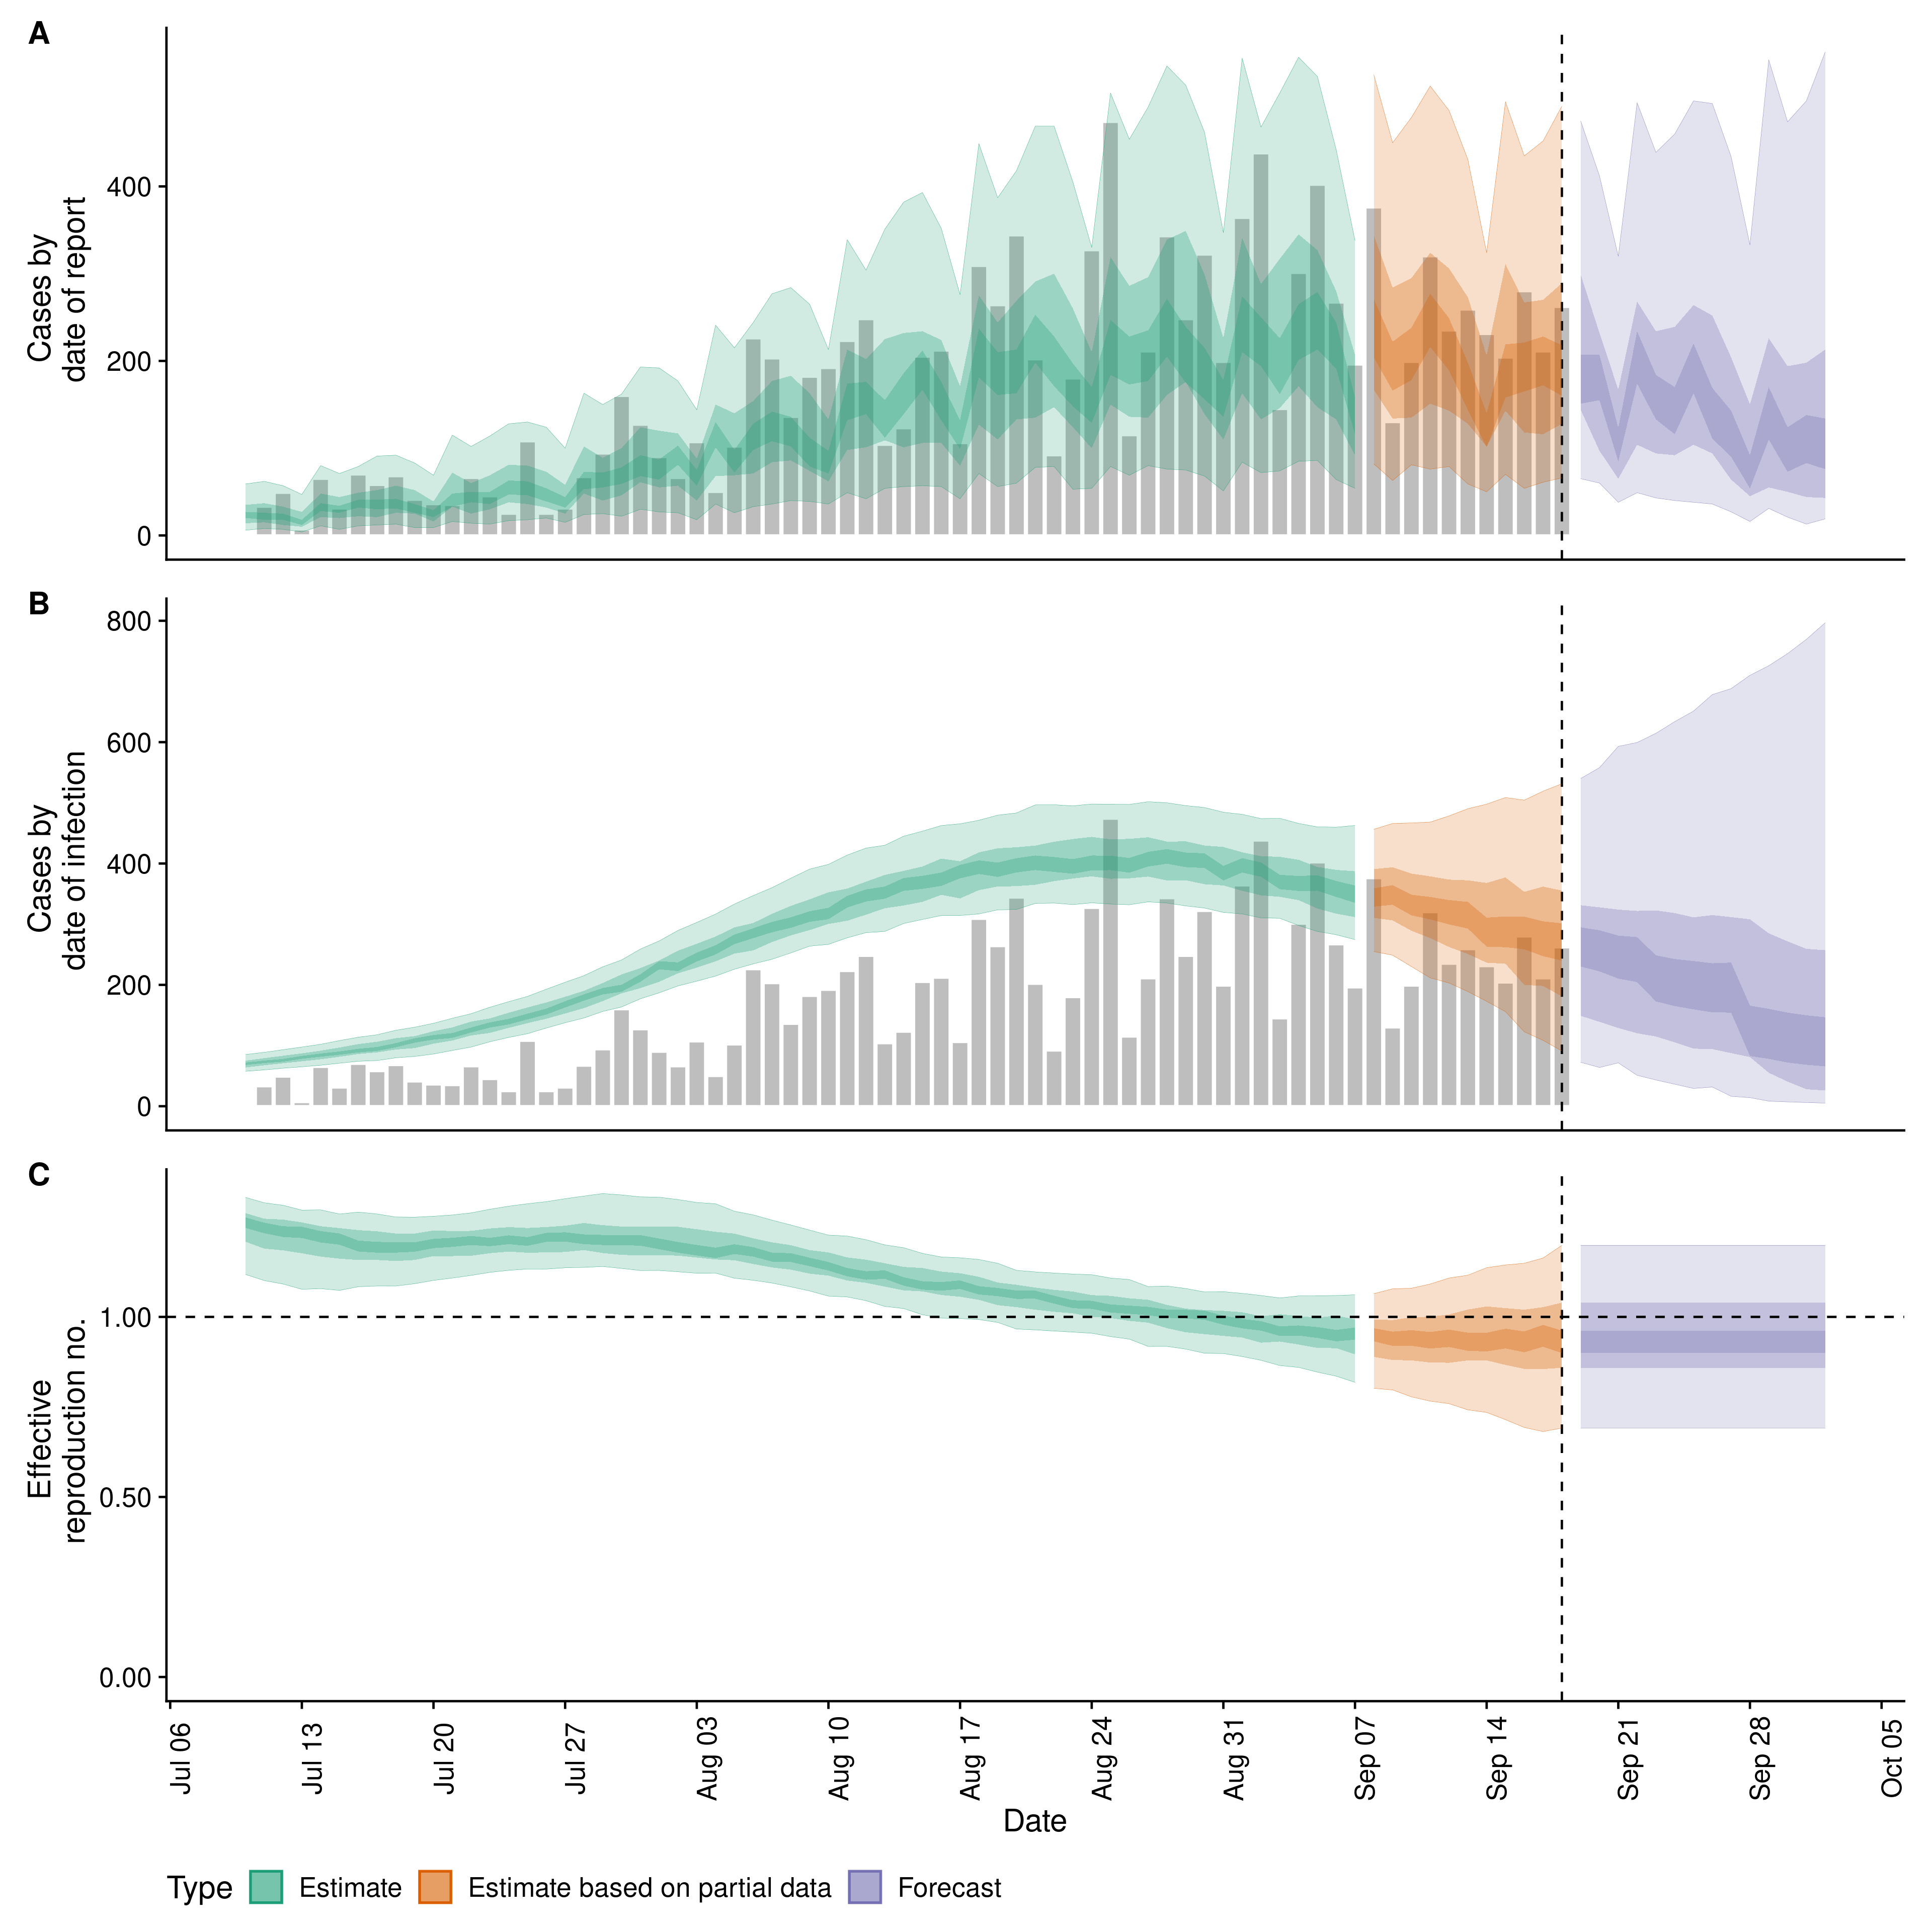 A
Cases by
date of report
400
200
0
B
Cases by
date of infection
800
600
400
200
0
C
Effective
reproduction no.
1.00
0.50
0.00
Jul 06
Jul 13
Jul 20
Jul 27
Aug 03
Aug 10
Aug 17
Aug 24
Aug 31
Sep 07
Sep 14
Sep 21
Sep 28
Oct 05
Date
Type Estimate Estimate based on partial data Forecast